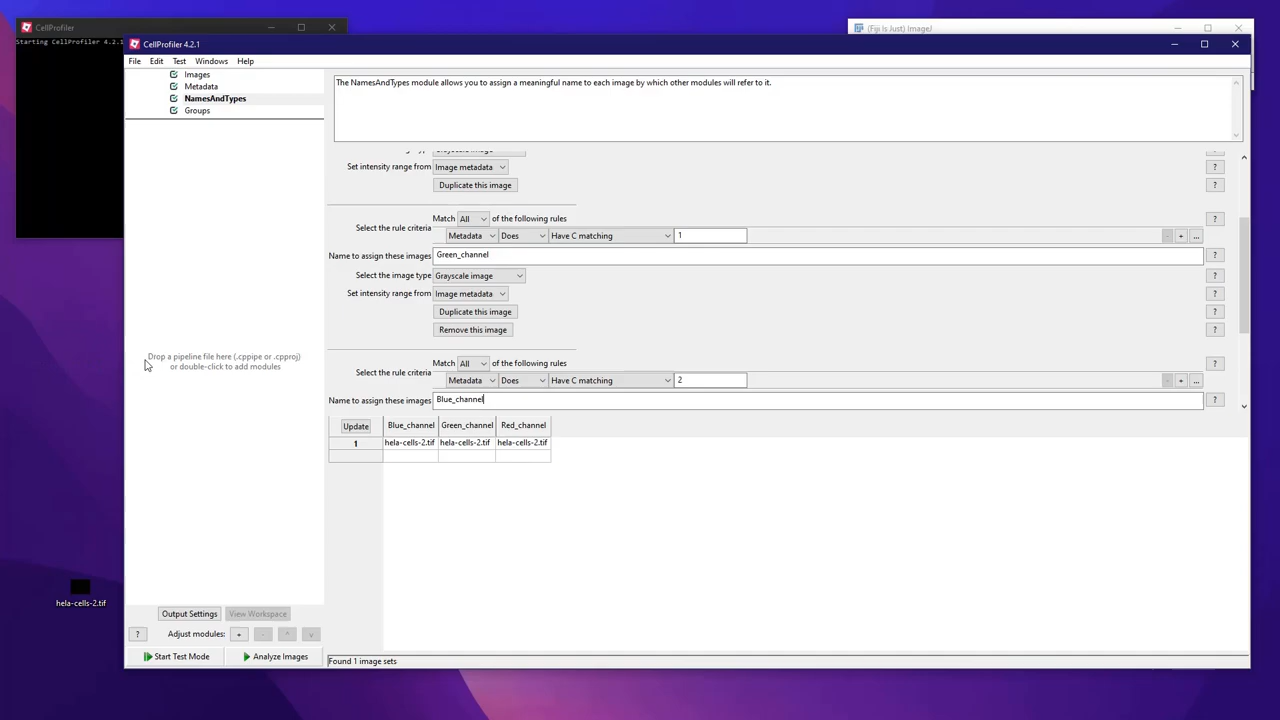 CellProfiler
Starting CellProfiler 4.2.1
(Fiji Is Just) ImageJ
CellProfiler 4.2.1
File Edit Test Windows Help
Images
Metadata
NamesAndTypes
Groups
The NamesAndTypes module allows you to assign a meaningful name to each image by which other modules will refer to it.
Grayscale image
Set intensity range from Image metadata ?
Duplicate this image ?
Match All of the following rules ?
Select the rule criteria
Metadata Does Have C matching 1 - + ...
Name to assign these images Green_channel ?
Select the image type Grayscale image ?
Set intensity range from Image metadata ?
Duplicate this image ?
Remove this image ?
Match All of the following rules ?
Select the rule criteria
Metadata Does Have C matching 2 - + ...
Name to assign these images Blue_channel ?
Drop a pipeline file here (.cppipe or .cpproj)
or double-click to add modules
Update Blue_channel Green_channel Red_channel
1 hela-cells-2.tif hela-cells-2.tif hela-cells-2.tif
hela-cells-2.tif
Output Settings View Workspace
? Adjust modules: + - ^ v
Start Test Mode Analyze Images
Found 1 image sets